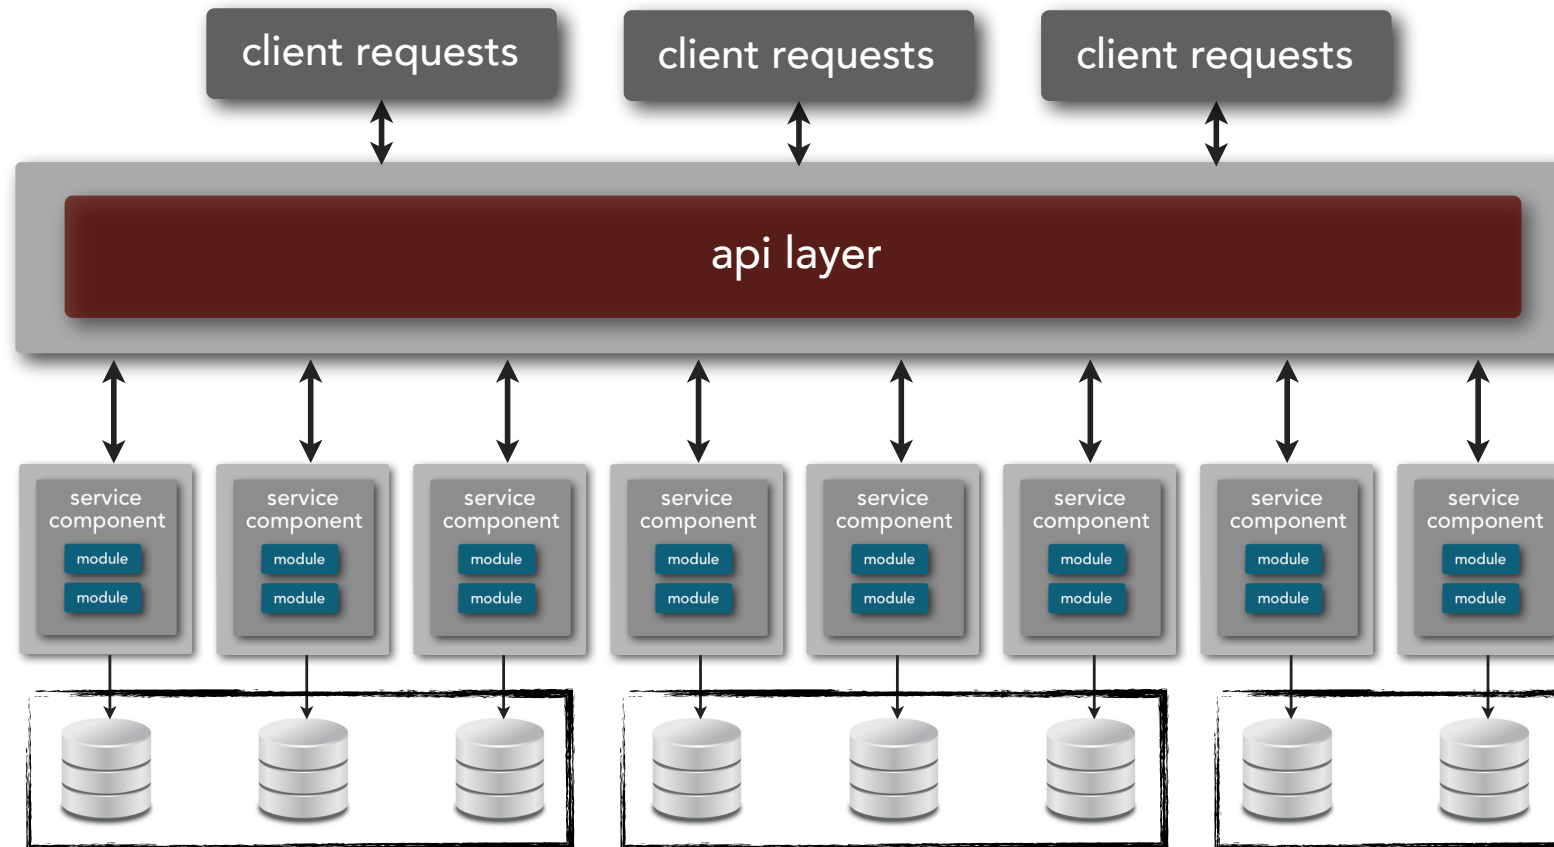 client requests
client requests
client requests
api layer
service
component
module
module
service
component
module
module
service
component
module
module
service
component
module
module
service
component
module
module
service
component
module
module
service
component
module
module
service
component
module
module